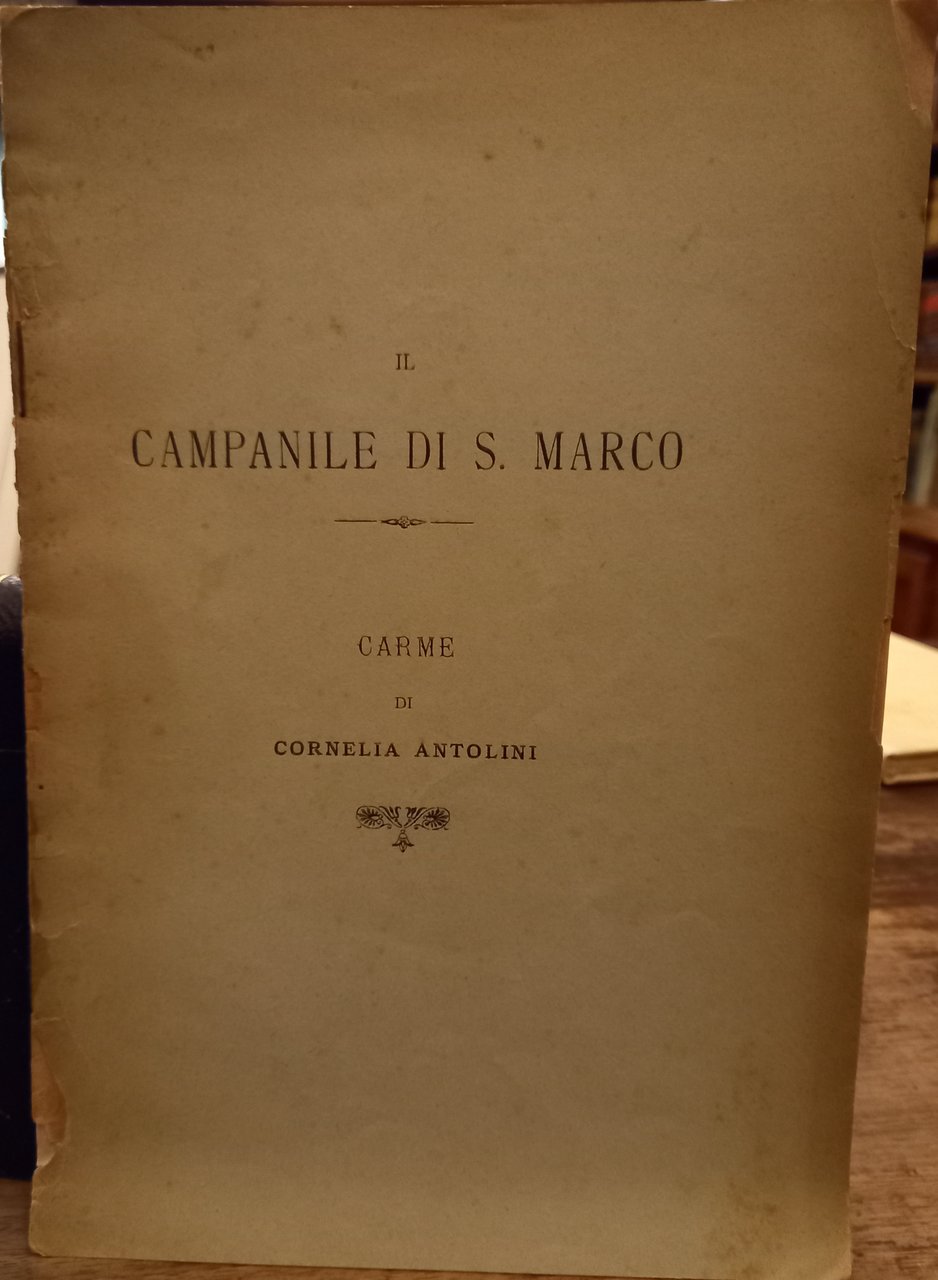 IL
CAMPANILE DI S. MARCO
CARME
DI
CORNELIA ANTOLINI